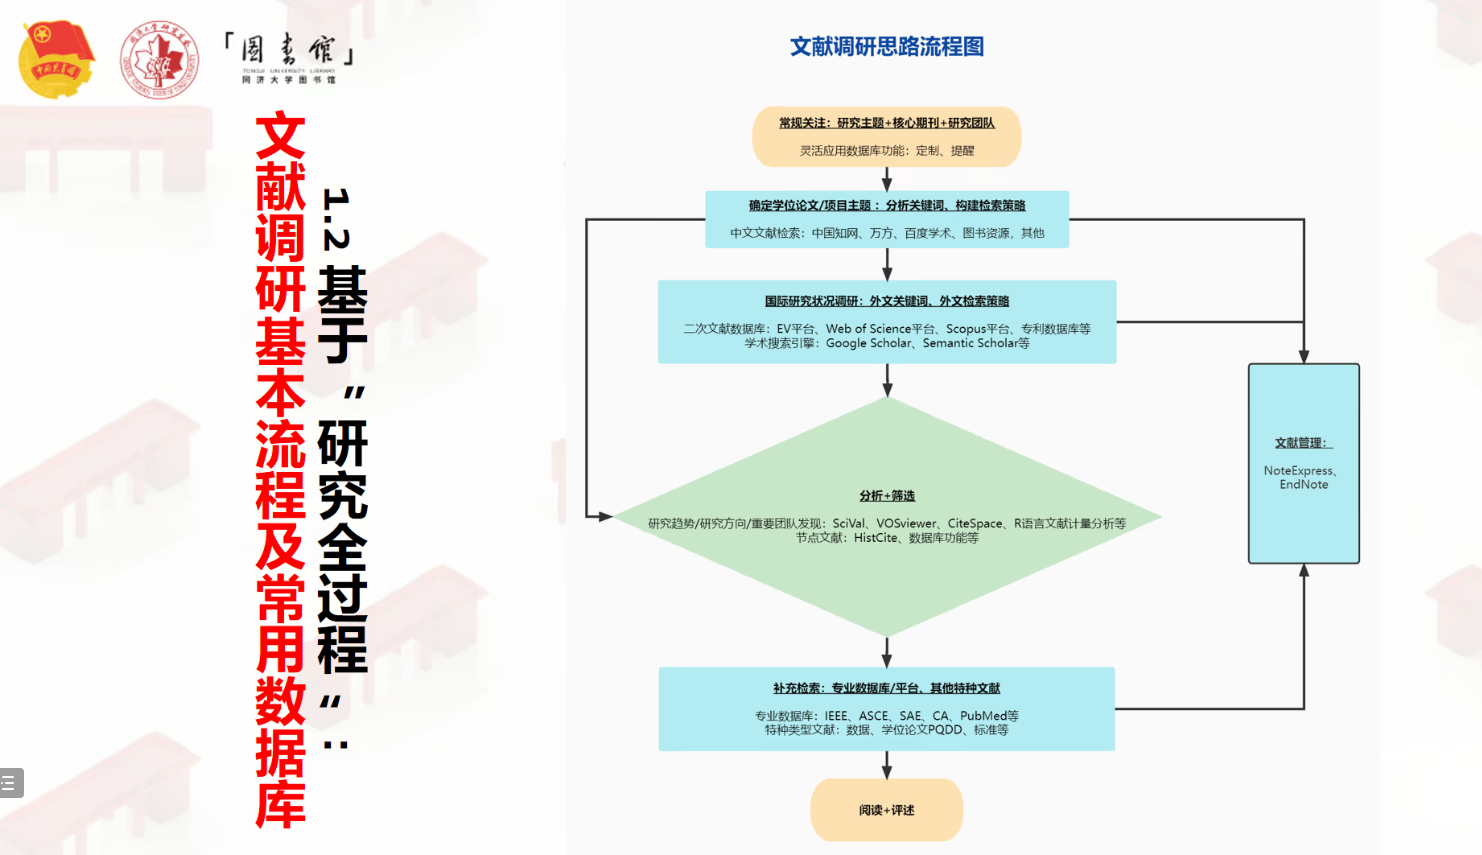 「图书馆」
TONGJI UNIVERSITY LIBRARY
同济大学图书馆
1.2 基于”研究全过程“：
文献调研基本流程及常用数据库
文献调研思路流程图
常规关注：研究主题+核心期刊+研究团队
灵活应用数据库功能：定制、提醒
确定学位论文/项目主题 ：分析关键词、构建检索策略
中文文献检索：中国知网、万方、百度学术、图书资源，其他
国际研究状况调研：外文关键词、外文检索策略
二次文献数据库：EV平台、Web of Science平台、Scopus平台、专利数据库等
学术搜索引擎：Google Scholar、Semantic Scholar等
分析+筛选
研究趋势/研究方向/重要团队发现：SciVal、VOSviewer、CiteSpace、R语言文献计量分析等
节点文献：HistCite、数据库功能等
文献管理：
NoteExpress、
EndNote
补充检索：专业数据库/平台、其他特种文献
专业数据库：IEEE、ASCE、SAE、CA、PubMed等
特种类型文献：数据、学位论文PQDD、标准等
阅读+评述